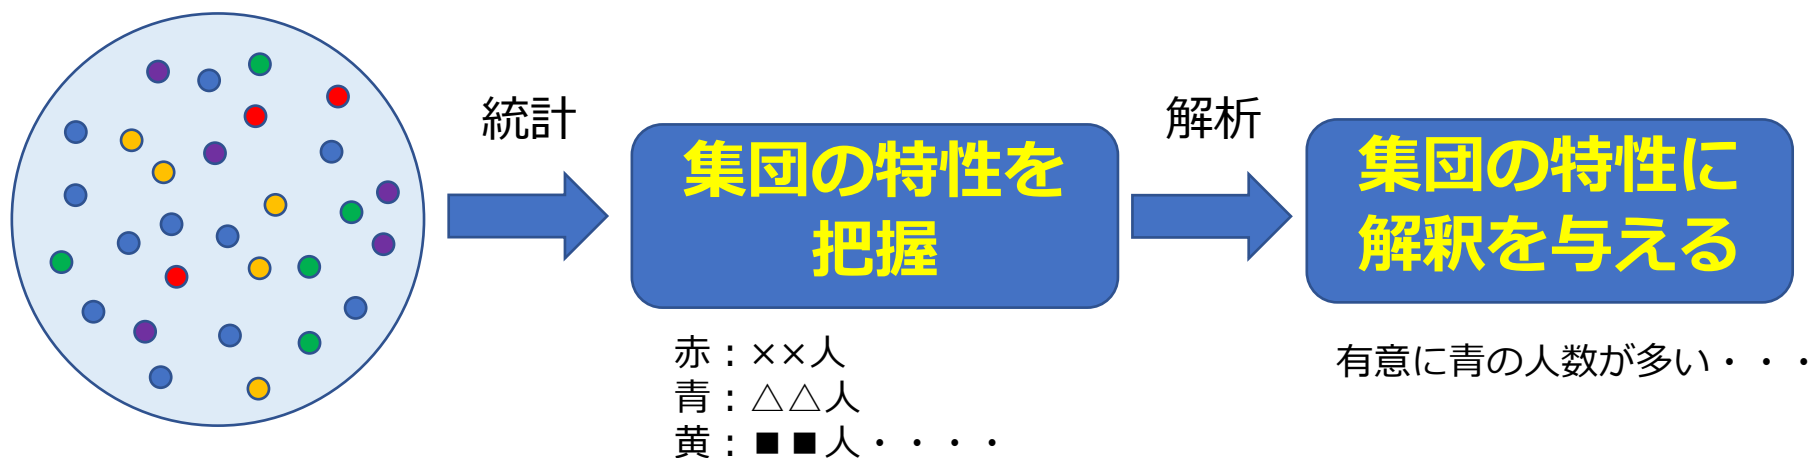 統計
集団の特性を
把握
赤：××人
青：△△人
黄：■■人・・・・
解析
集団の特性に
解釈を与える
有意に青の人数が多い・・・